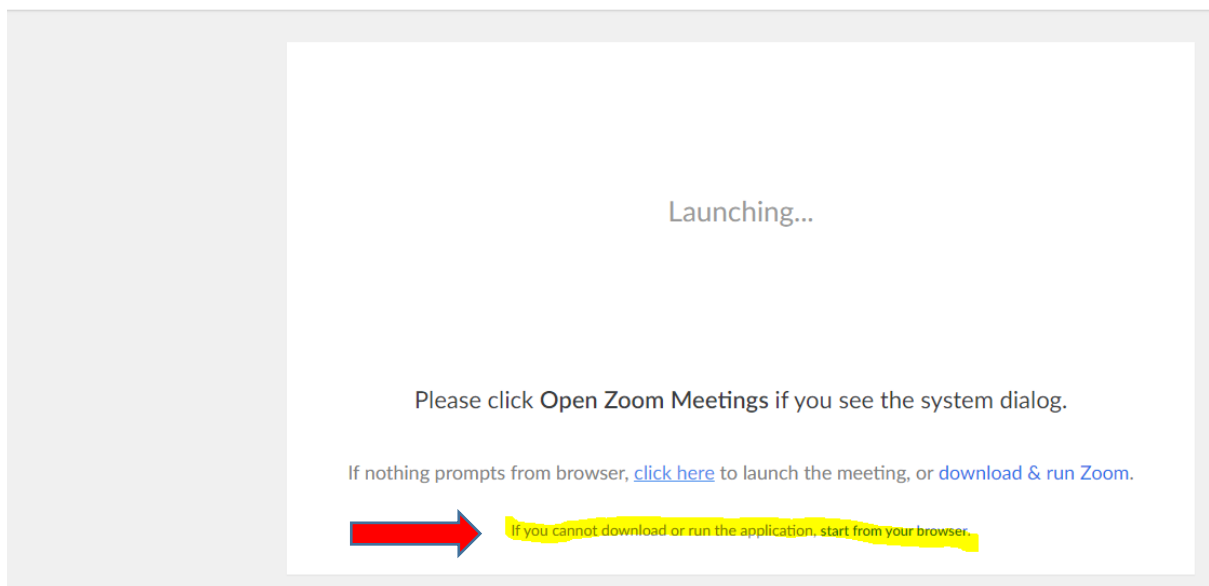 Launching...
Please click Open Zoom Meetings if you see the system dialog.
If nothing prompts from browser, click here to launch the meeting, or download & run Zoom.
If you cannot download or run the application, start from your browser.